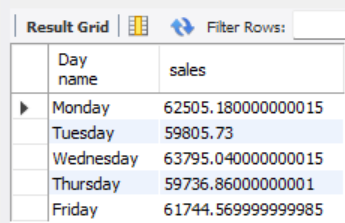 Result Grid Filter Rows:
Day name sales
Monday 62505.180000000015
Tuesday 59805.73
Wednesday 63795.040000000015
Thursday 59736.86000000001
Friday 61744.569999999985